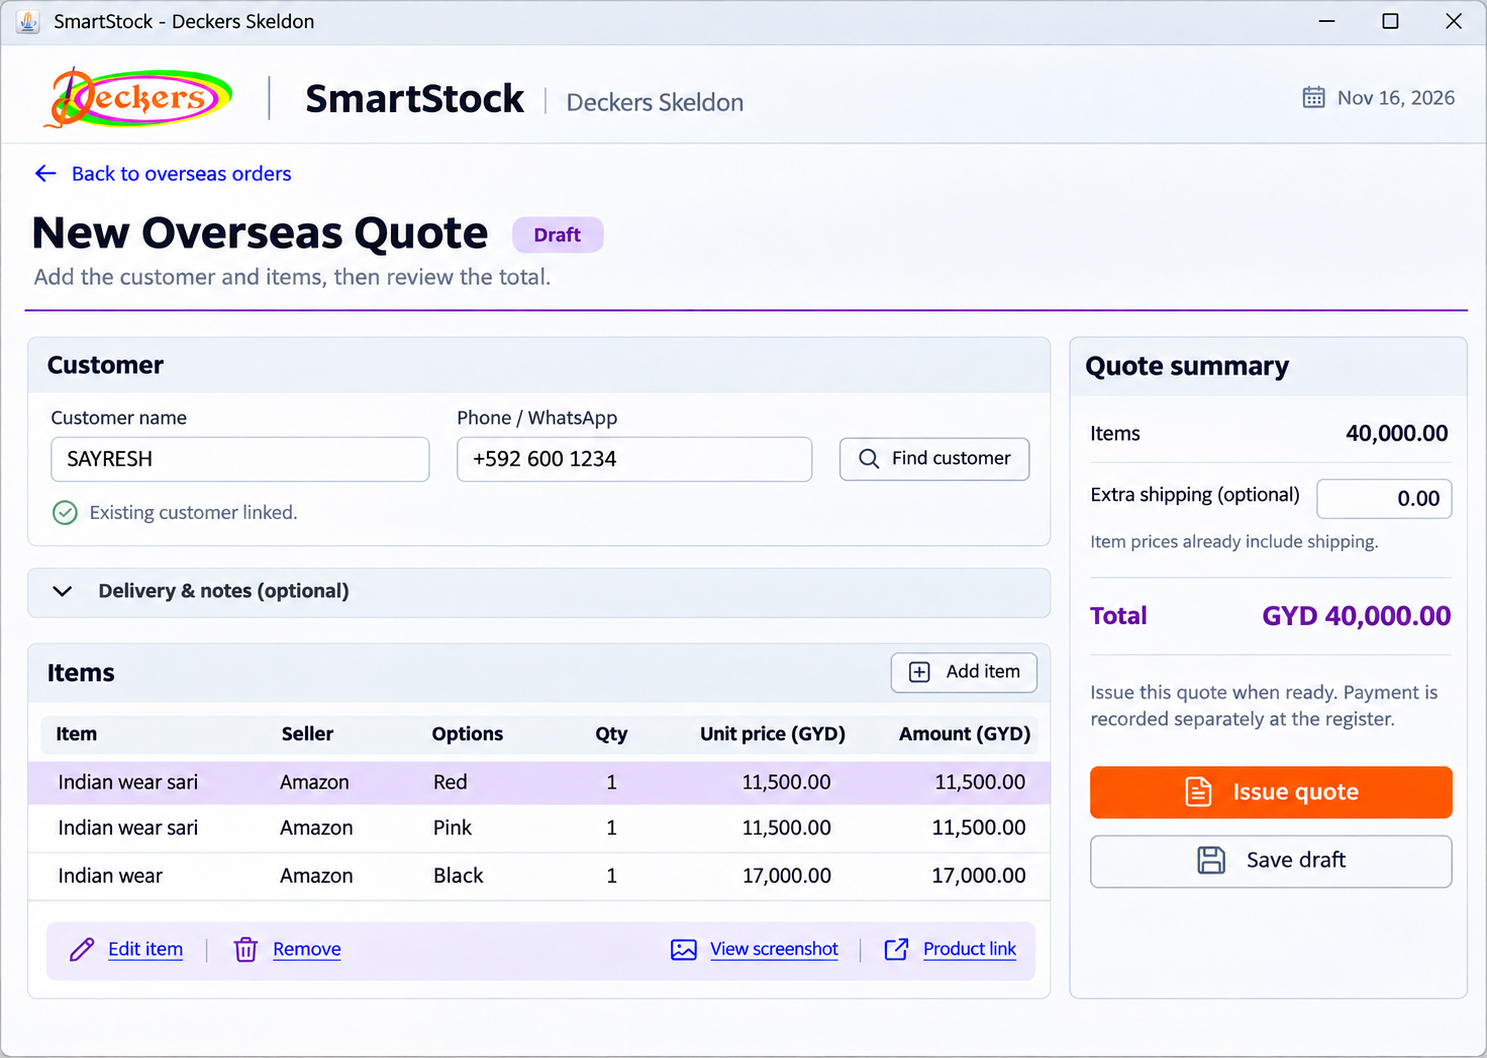 SmartStock - Deckers Skeldon
Deckers
SmartStock
Deckers Skeldon
Nov 16, 2026
Back to overseas orders
New Overseas Quote
Draft
Add the customer and items, then review the total.
Customer
Customer name
Phone / WhatsApp
SAYRESH
+592 600 1234
Find customer
Existing customer linked.
Delivery & notes (optional)
Items
Add item
Item Seller Options Qty Unit price (GYD) Amount (GYD)
Indian wear sari Amazon Red 1 11,500.00 11,500.00
Indian wear sari Amazon Pink 1 11,500.00 11,500.00
Indian wear Amazon Black 1 17,000.00 17,000.00
Edit item
Remove
View screenshot
Product link
Quote summary
Items 40,000.00
Extra shipping (optional) 0.00
Item prices already include shipping.
Total GYD 40,000.00
Issue this quote when ready. Payment is
recorded separately at the register.
Issue quote
Save draft